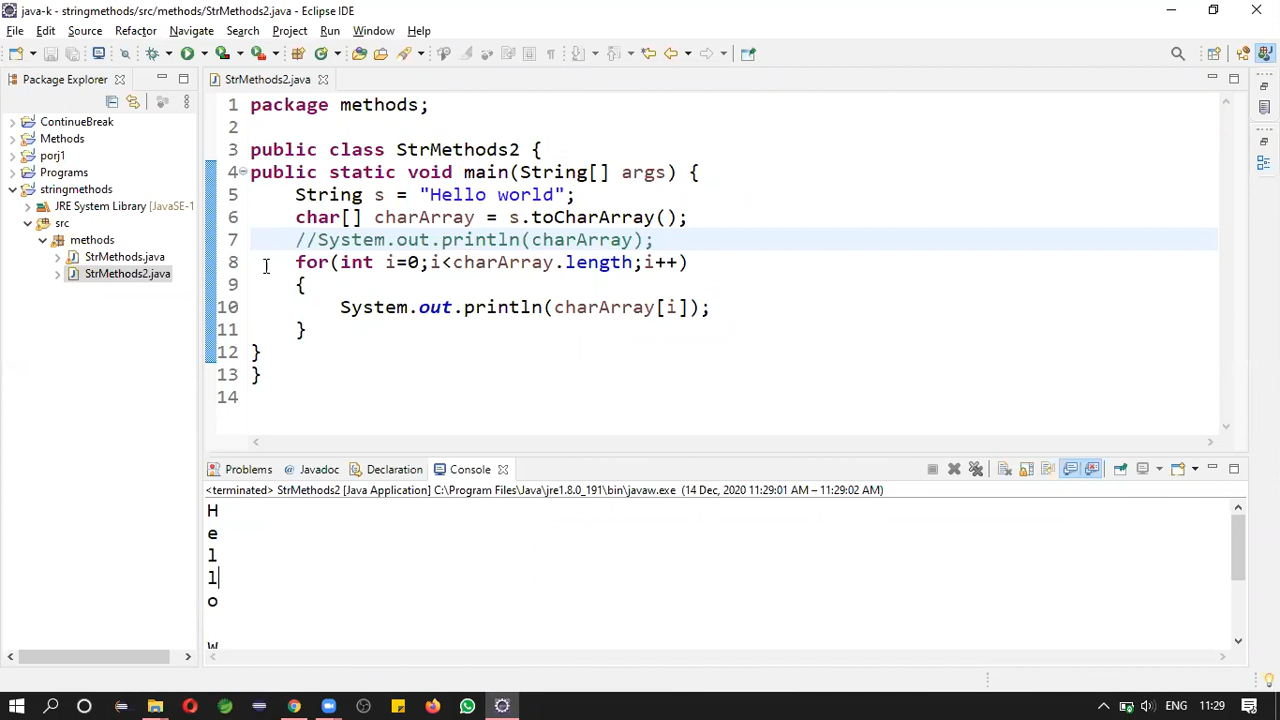 java-k - stringmethods/src/methods/StrMethods2.java - Eclipse IDE
File Edit Source Refactor Navigate Search Project Run Window Help
Package Explorer
StrMethods2.java
ContinueBreak
Methods
porj1
Programs
stringmethods
JRE System Library [JavaSE-1
src
methods
StrMethods.java
StrMethods2.java
1 package methods;
2
3 public class StrMethods2 {
4 public static void main(String[] args) {
5 String s = "Hello world";
6 char[] charArray = s.toCharArray();
7 //System.out.println(charArray);
8 for(int i=0;i<charArray.length;i++)
9 {
10 System.out.println(charArray[i]);
11 }
12 }
13 }
14
Problems Javadoc Declaration Console
<terminated> StrMethods2 [Java Application] C:\Program Files\Java\jre1.8.0_191\bin\javaw.exe (14 Dec, 2020 11:29:01 AM – 11:29:02 AM)
H
e
l
l
o
w
ENG 11:29